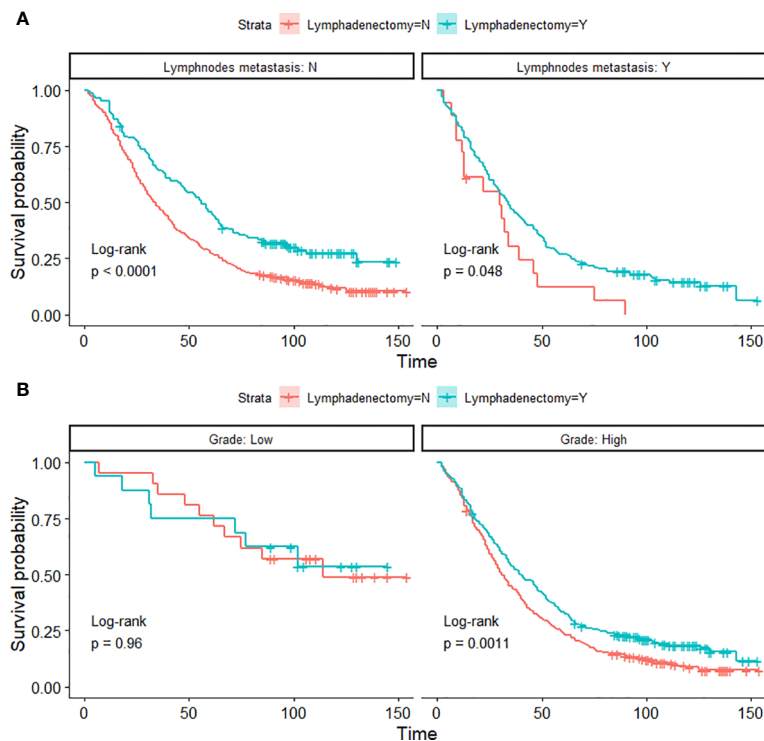 A
Strata Lymphadenectomy=N Lymphadenectomy=Y
Lymphnodes metastasis: N Lymphnodes metastasis: Y
1.00
0.75
0.50
0.25
0.00
Survival probability
Log-rank
p < 0.0001
Log-rank
p = 0.048
0 50 100 150 0 50 100 150
Time
B
Strata Lymphadenectomy=N Lymphadenectomy=Y
Grade: Low Grade: High
1.00
0.75
0.50
0.25
0.00
Survival probability
Log-rank
p = 0.96
Log-rank
p = 0.0011
0 50 100 150 0 50 100 150
Time